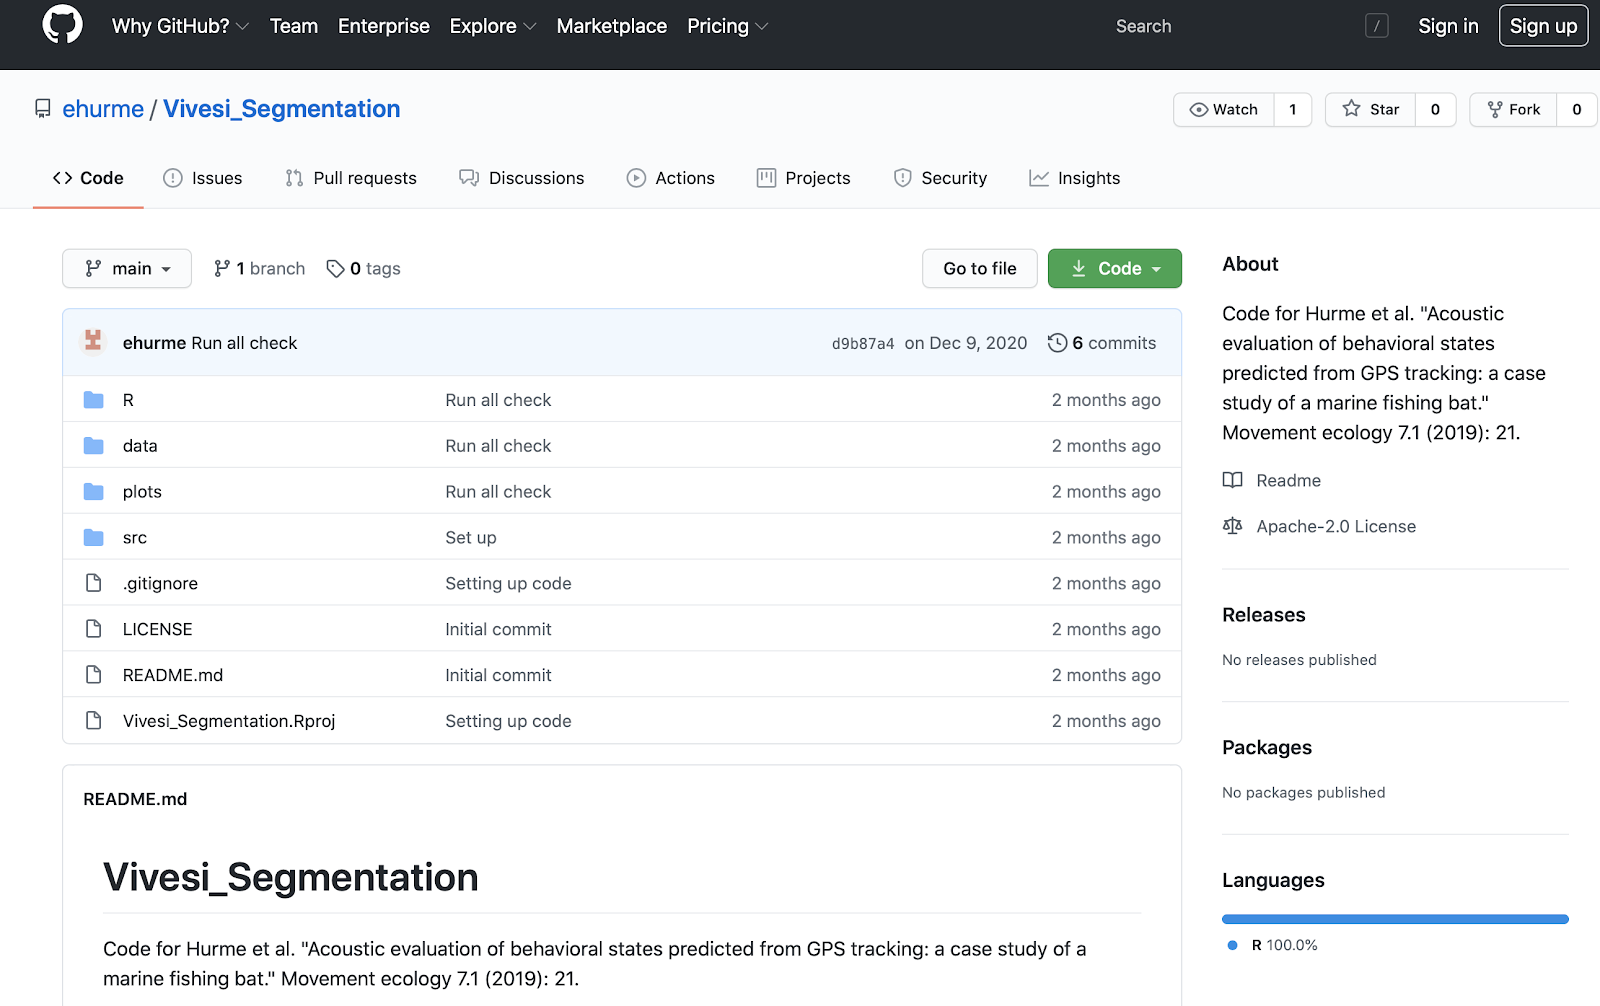 Why GitHub? Team Enterprise Explore Marketplace Pricing Search / Sign in Sign up
ehurme / Vivesi_Segmentation Watch 1 Star 0 Fork 0
<> Code Issues Pull requests Discussions Actions Projects Security Insights
main 1 branch 0 tags Go to file Code
ehurme Run all check d9b87a4 on Dec 9, 2020 6 commits
R Run all check 2 months ago
data Run all check 2 months ago
plots Run all check 2 months ago
src Set up 2 months ago
.gitignore Setting up code 2 months ago
LICENSE Initial commit 2 months ago
README.md Initial commit 2 months ago
Vivesi_Segmentation.Rproj Setting up code 2 months ago
README.md
Vivesi_Segmentation
Code for Hurme et al. "Acoustic evaluation of behavioral states predicted from GPS tracking: a case study of a
marine fishing bat." Movement ecology 7.1 (2019): 21.
About
Code for Hurme et al. "Acoustic
evaluation of behavioral states
predicted from GPS tracking: a case
study of a marine fishing bat."
Movement ecology 7.1 (2019): 21.
Readme
Apache-2.0 License
Releases
No releases published
Packages
No packages published
Languages
R 100.0%